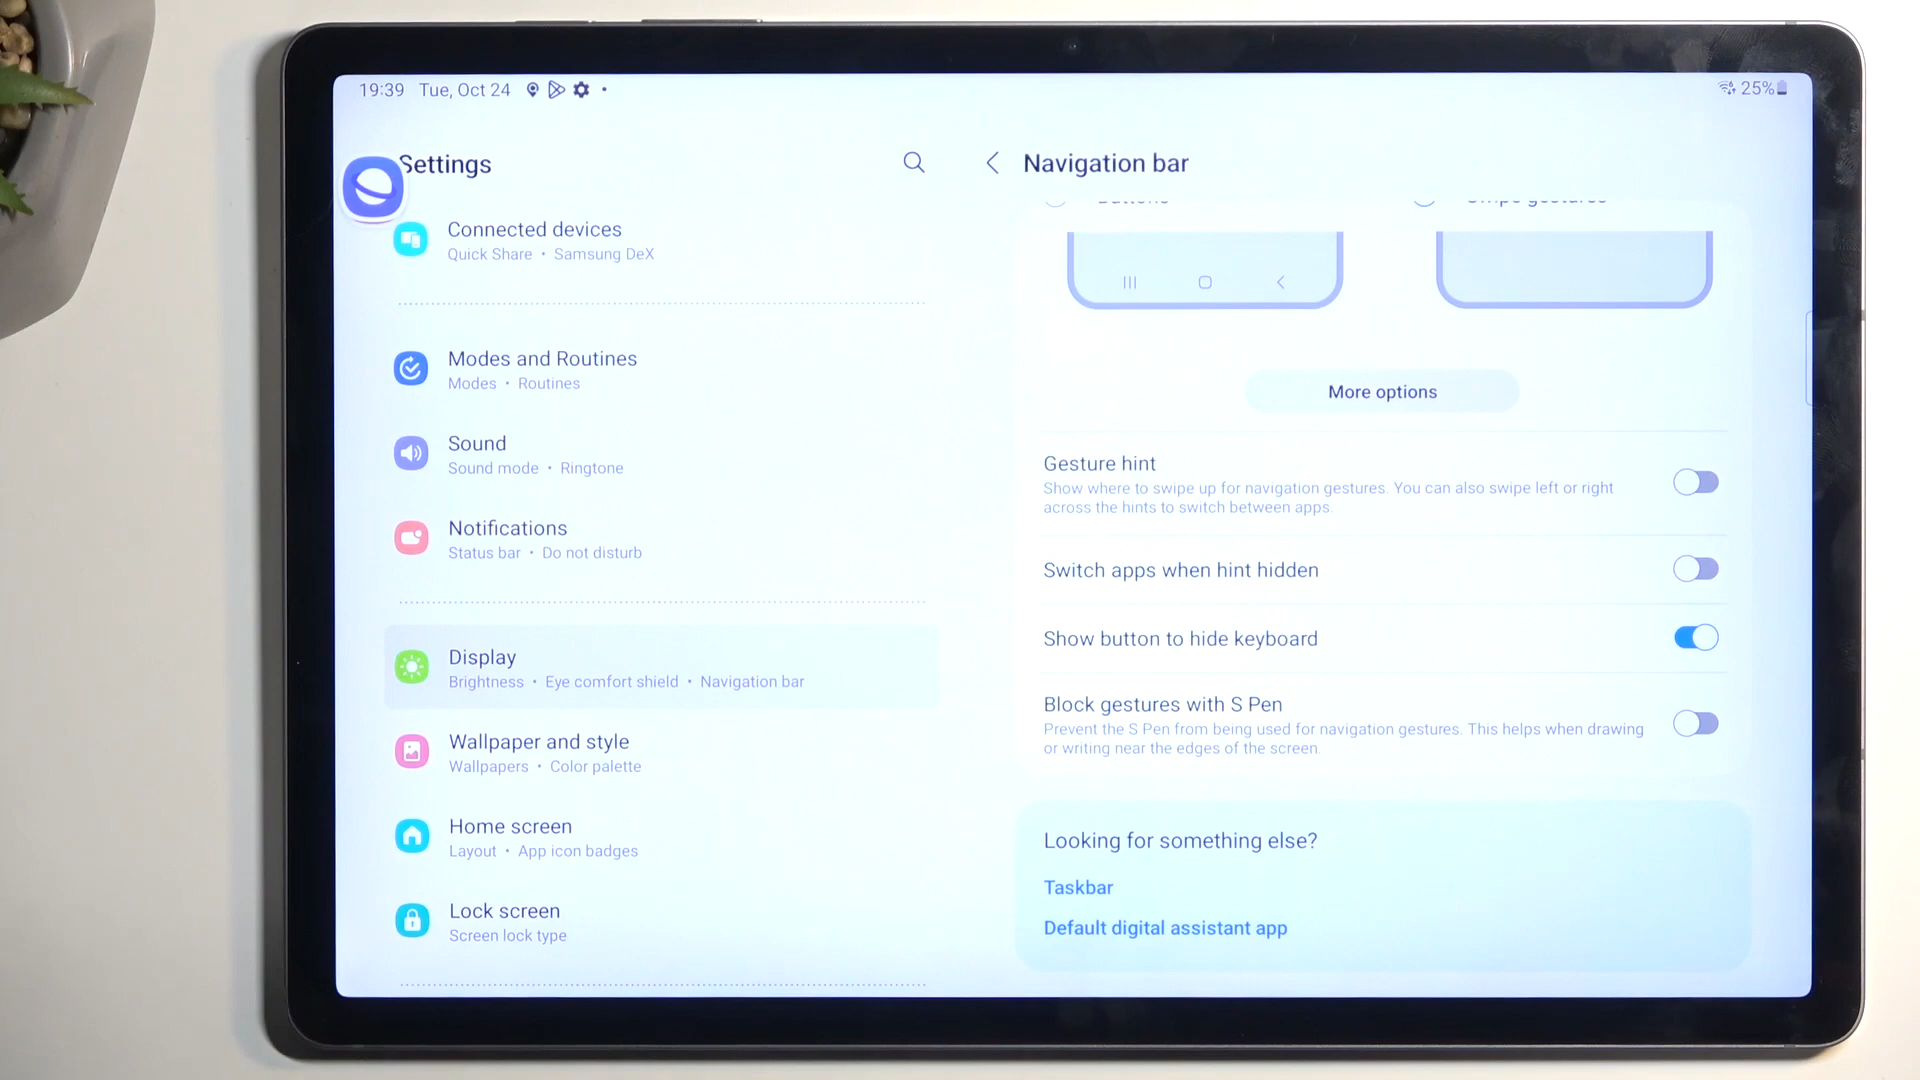 19:39 Tue, Oct 24
25%
Settings
Connected devices
Quick Share • Samsung DeX
Modes and Routines
Modes • Routines
Sound
Sound mode • Ringtone
Notifications
Status bar • Do not disturb
Display
Brightness • Eye comfort shield • Navigation bar
Wallpaper and style
Wallpapers • Color palette
Home screen
Layout • App icon badges
Lock screen
Screen lock type
Navigation bar
Buttons
Swipe gestures
More options
Gesture hint
Show where to swipe up for navigation gestures. You can also swipe left or right
across the hints to switch between apps.
Switch apps when hint hidden
Show button to hide keyboard
Block gestures with S Pen
Prevent the S Pen from being used for navigation gestures. This helps when drawing
or writing near the edges of the screen.
Looking for something else?
Taskbar
Default digital assistant app